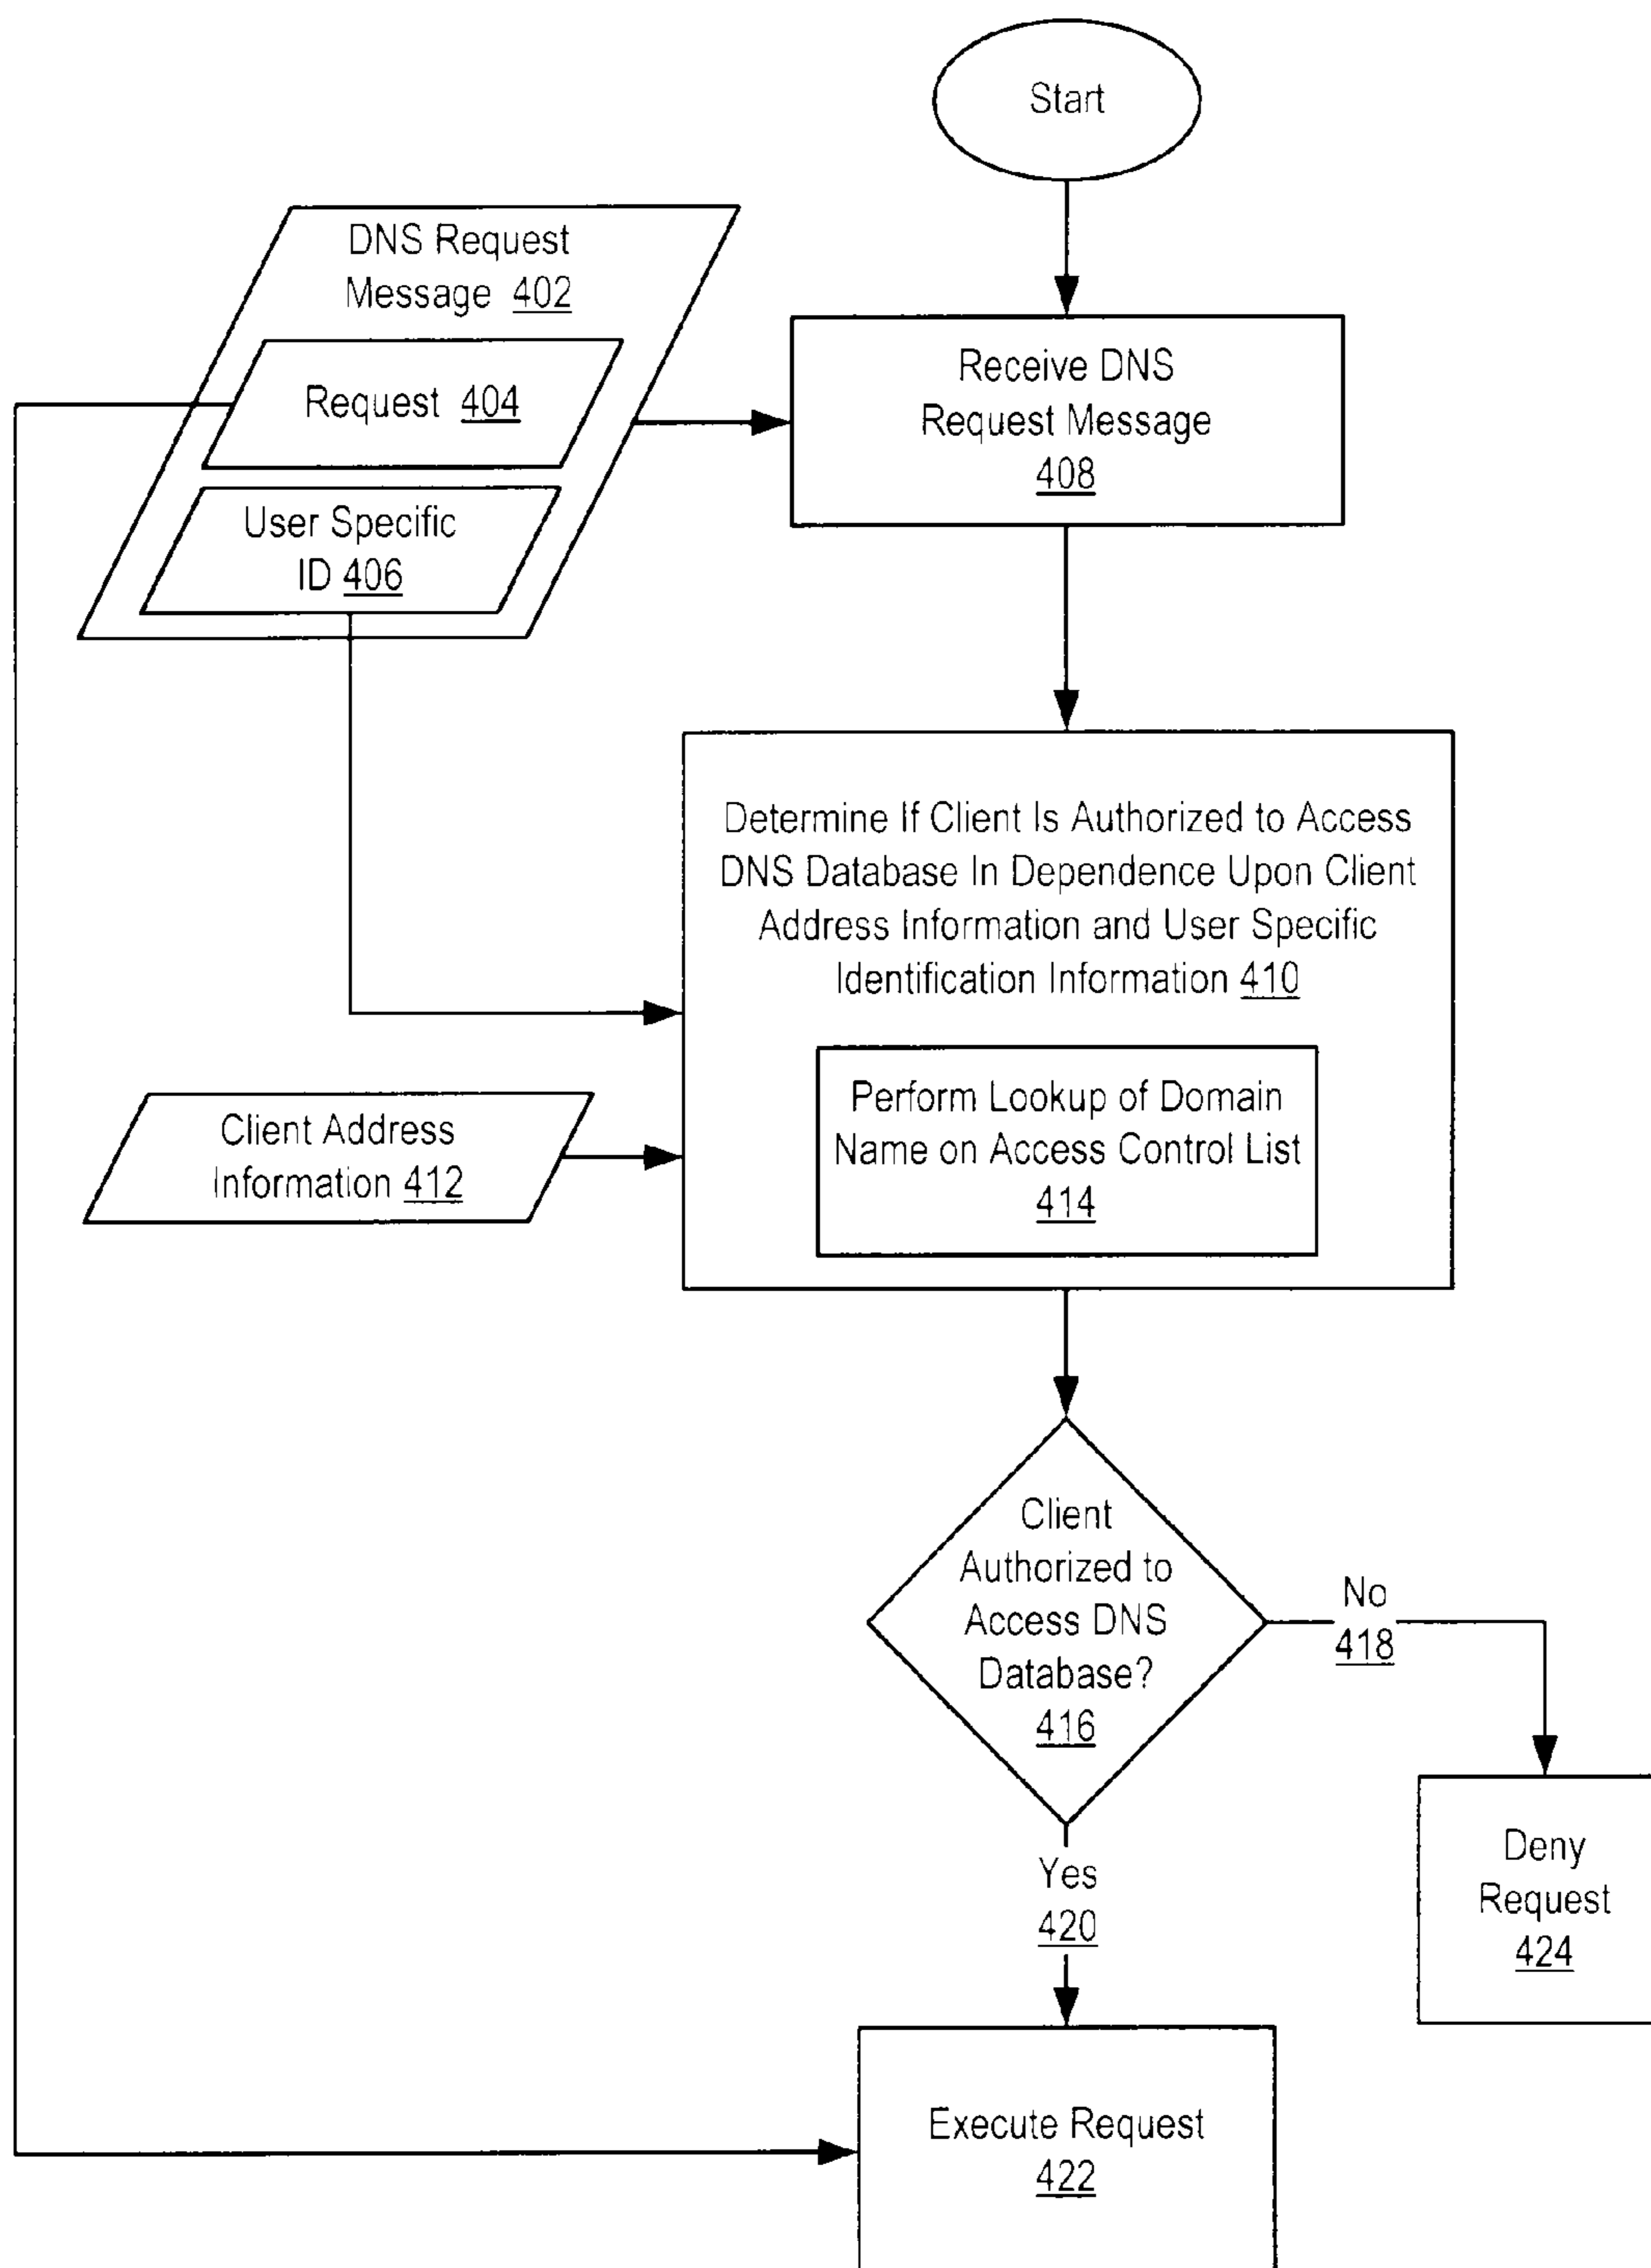 Start
DNS Request
Message 402
Request 404
User Specific
ID 406
Receive DNS
Request Message
408
Determine If Client Is Authorized to Access
DNS Database In Dependence Upon Client
Address Information and User Specific
Identification Information 410
Perform Lookup of Domain
Name on Access Control List
414
Client Address
Information 412
Client
Authorized to
Access DNS
Database?
416
No
418
Yes
420
Deny
Request
424
Execute Request
422